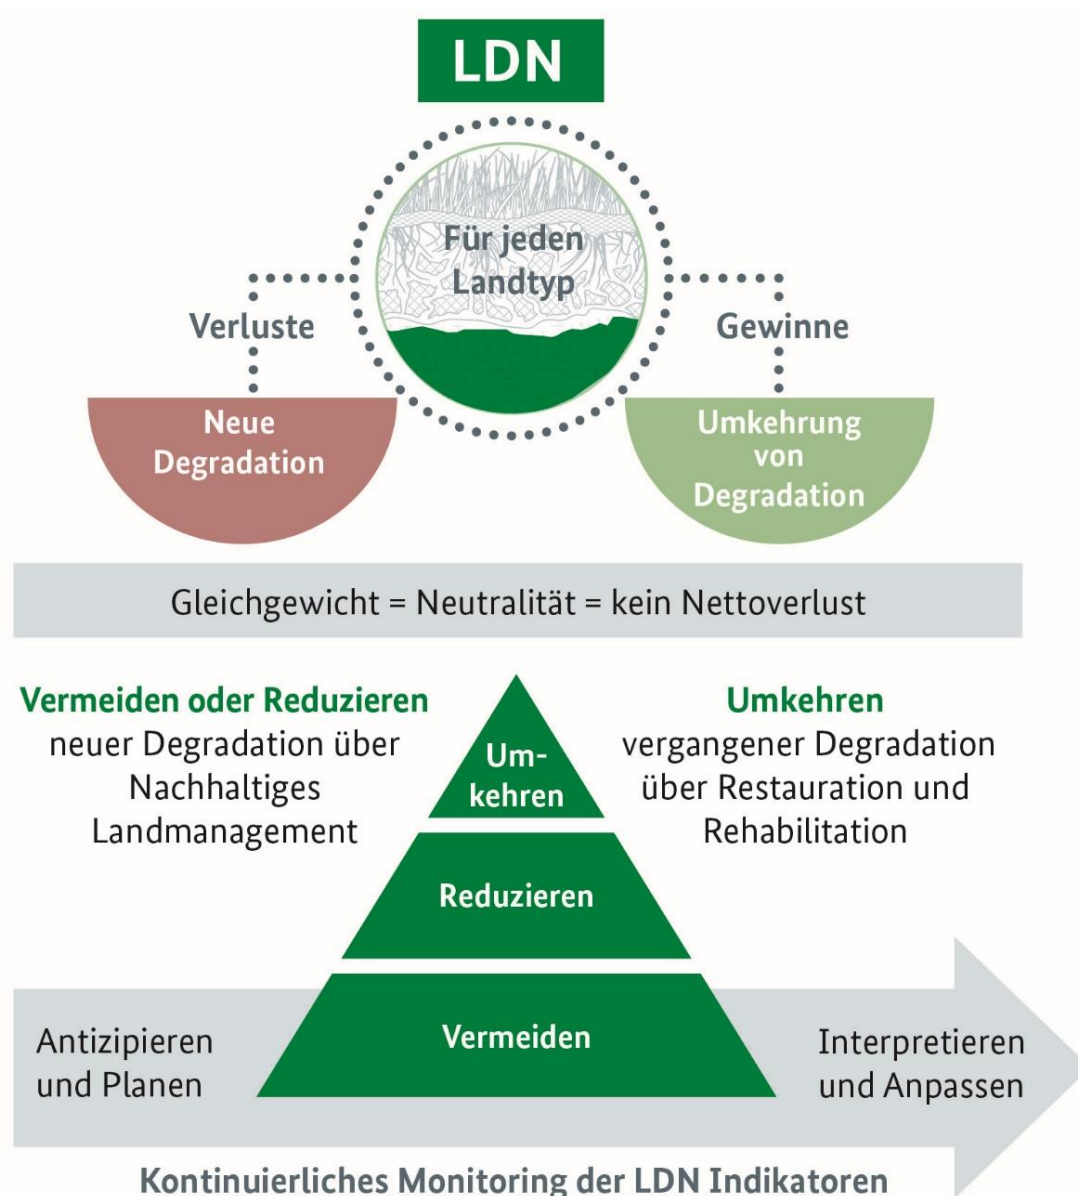 LDN
Für jeden
Landtyp
Verluste
Gewinne
Neue
Degradation
Umkehrung
von
Degradation
Gleichgewicht = Neutralität = kein Nettoverlust
Vermeiden oder Reduzieren
neuer Degradation über
Nachhaltiges
Landmanagement
Um-
kehren
Umkehren
vergangener Degradation
über Restauration und
Rehabilitation
Reduzieren
Vermeiden
Antizipieren
und Planen
Interpretieren
und Anpassen
Kontinuierliches Monitoring der LDN Indikatoren